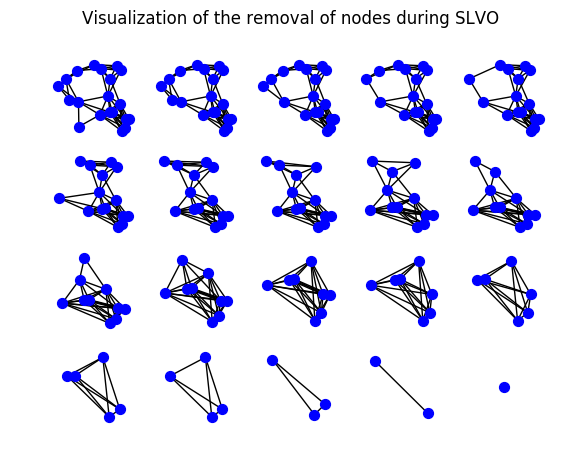 Visualization of the removal of nodes during SLVO